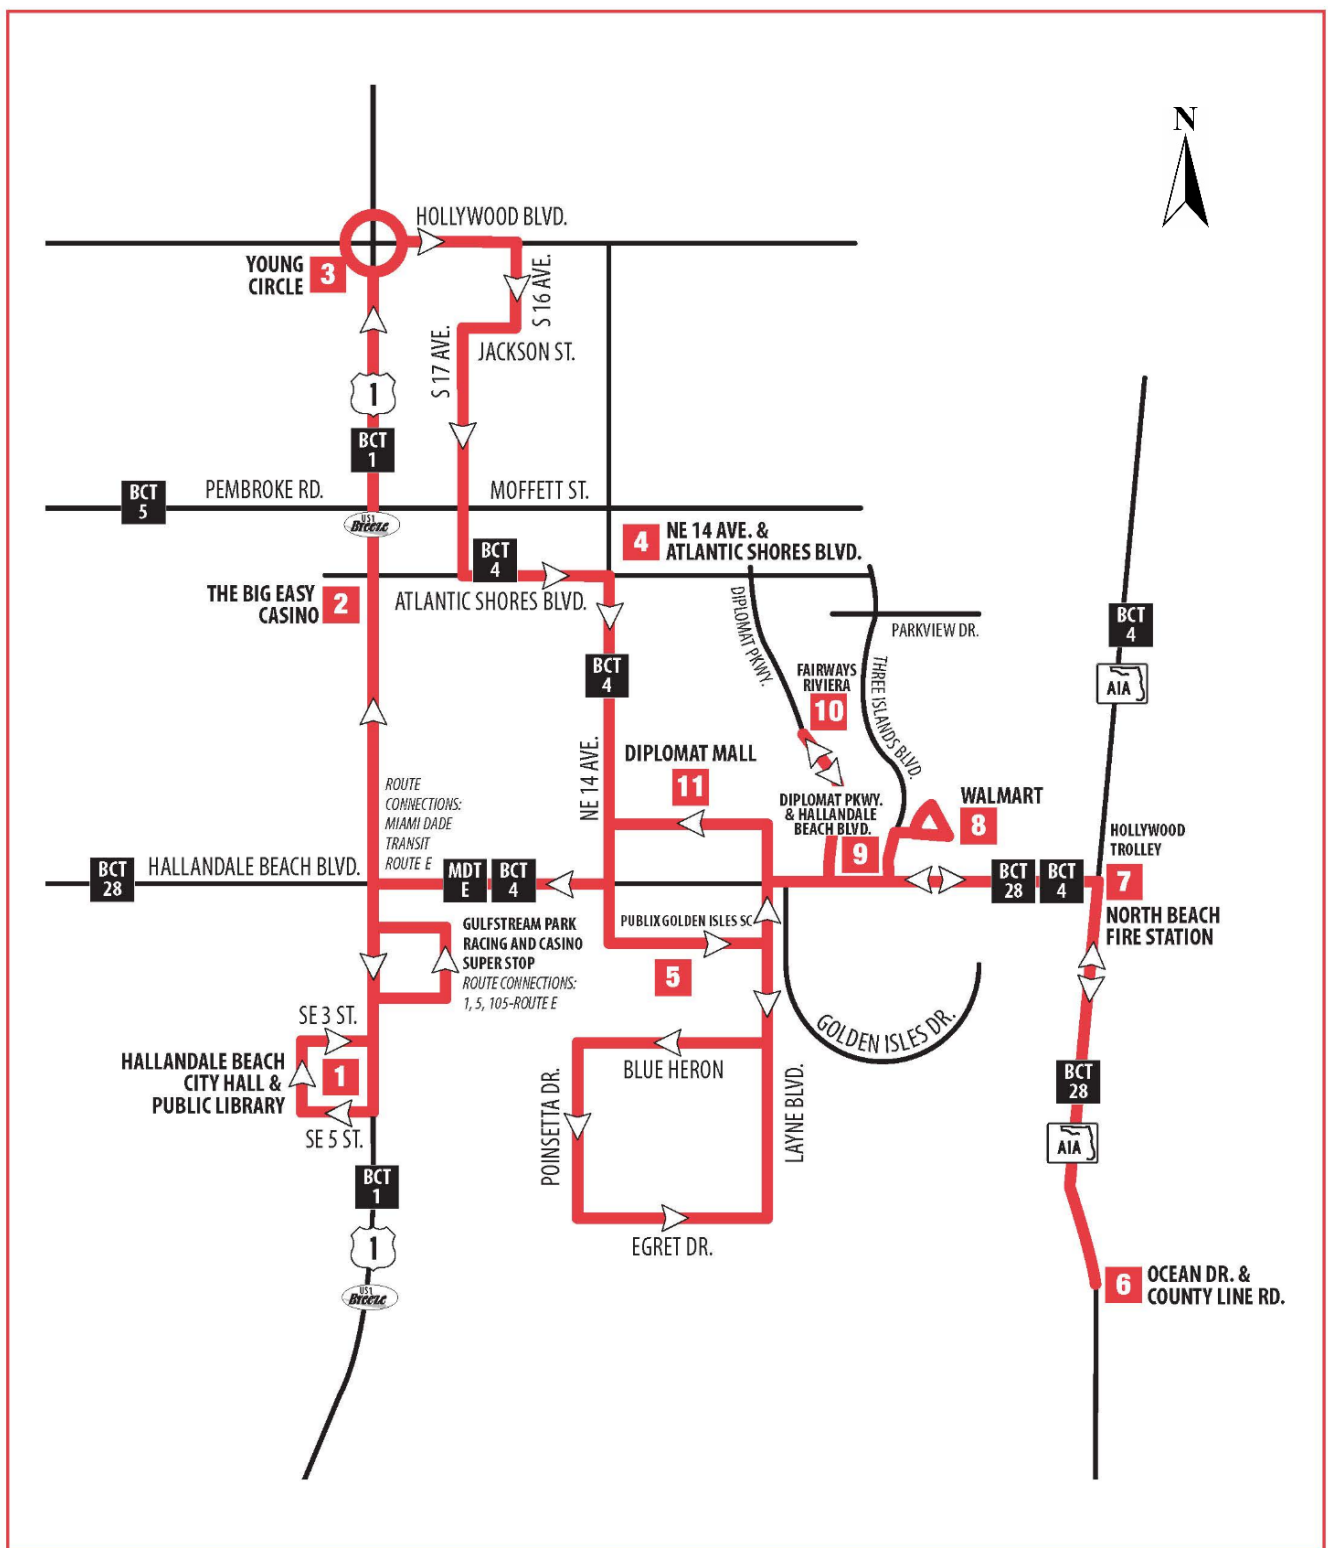 N
HOLLYWOOD BLVD.
YOUNG
CIRCLE
3
S 16 AVE.
S 17 AVE.
JACKSON ST.
1
BCT
1
PEMBROKE RD.
MOFFETT ST.
BCT
5
US1
Breeze
4
NE 14 AVE. &
ATLANTIC SHORES BLVD.
BCT
4
THE BIG EASY
CASINO
2
ATLANTIC SHORES BLVD.
DIPLOMAT PKWY.
PARKVIEW DR.
BCT
4
BCT
4
FAIRWAYS
RIVIERA
10
THREE ISLANDS BLVD.
A1A
NE 14 AVE.
DIPLOMAT MALL
11
ROUTE
CONNECTIONS:
MIAMI DADE
TRANSIT
ROUTE E
DIPLOMAT PKWY.
& HALLANDALE
BEACH BLVD.
9
WALMART
8
HOLLYWOOD
TROLLEY
BCT
28
HALLANDALE BEACH BLVD.
MDT
E
BCT
4
BCT
28
BCT
4
7
NORTH BEACH
FIRE STATION
PUBLIX GOLDEN ISLES SC
5
GULFSTREAM PARK
RACING AND CASINO
SUPER STOP
ROUTE CONNECTIONS:
1, 5, 105-ROUTE E
GOLDEN ISLES DR.
SE 3 ST.
HALLANDALE BEACH
CITY HALL &
PUBLIC LIBRARY
1
SE 5 ST.
BLUE HERON
POINSETTA DR.
LAYNE BLVD.
EGRET DR.
BCT
28
A1A
BCT
1
1
US1
Breeze
6
OCEAN DR. &
COUNTY LINE RD.